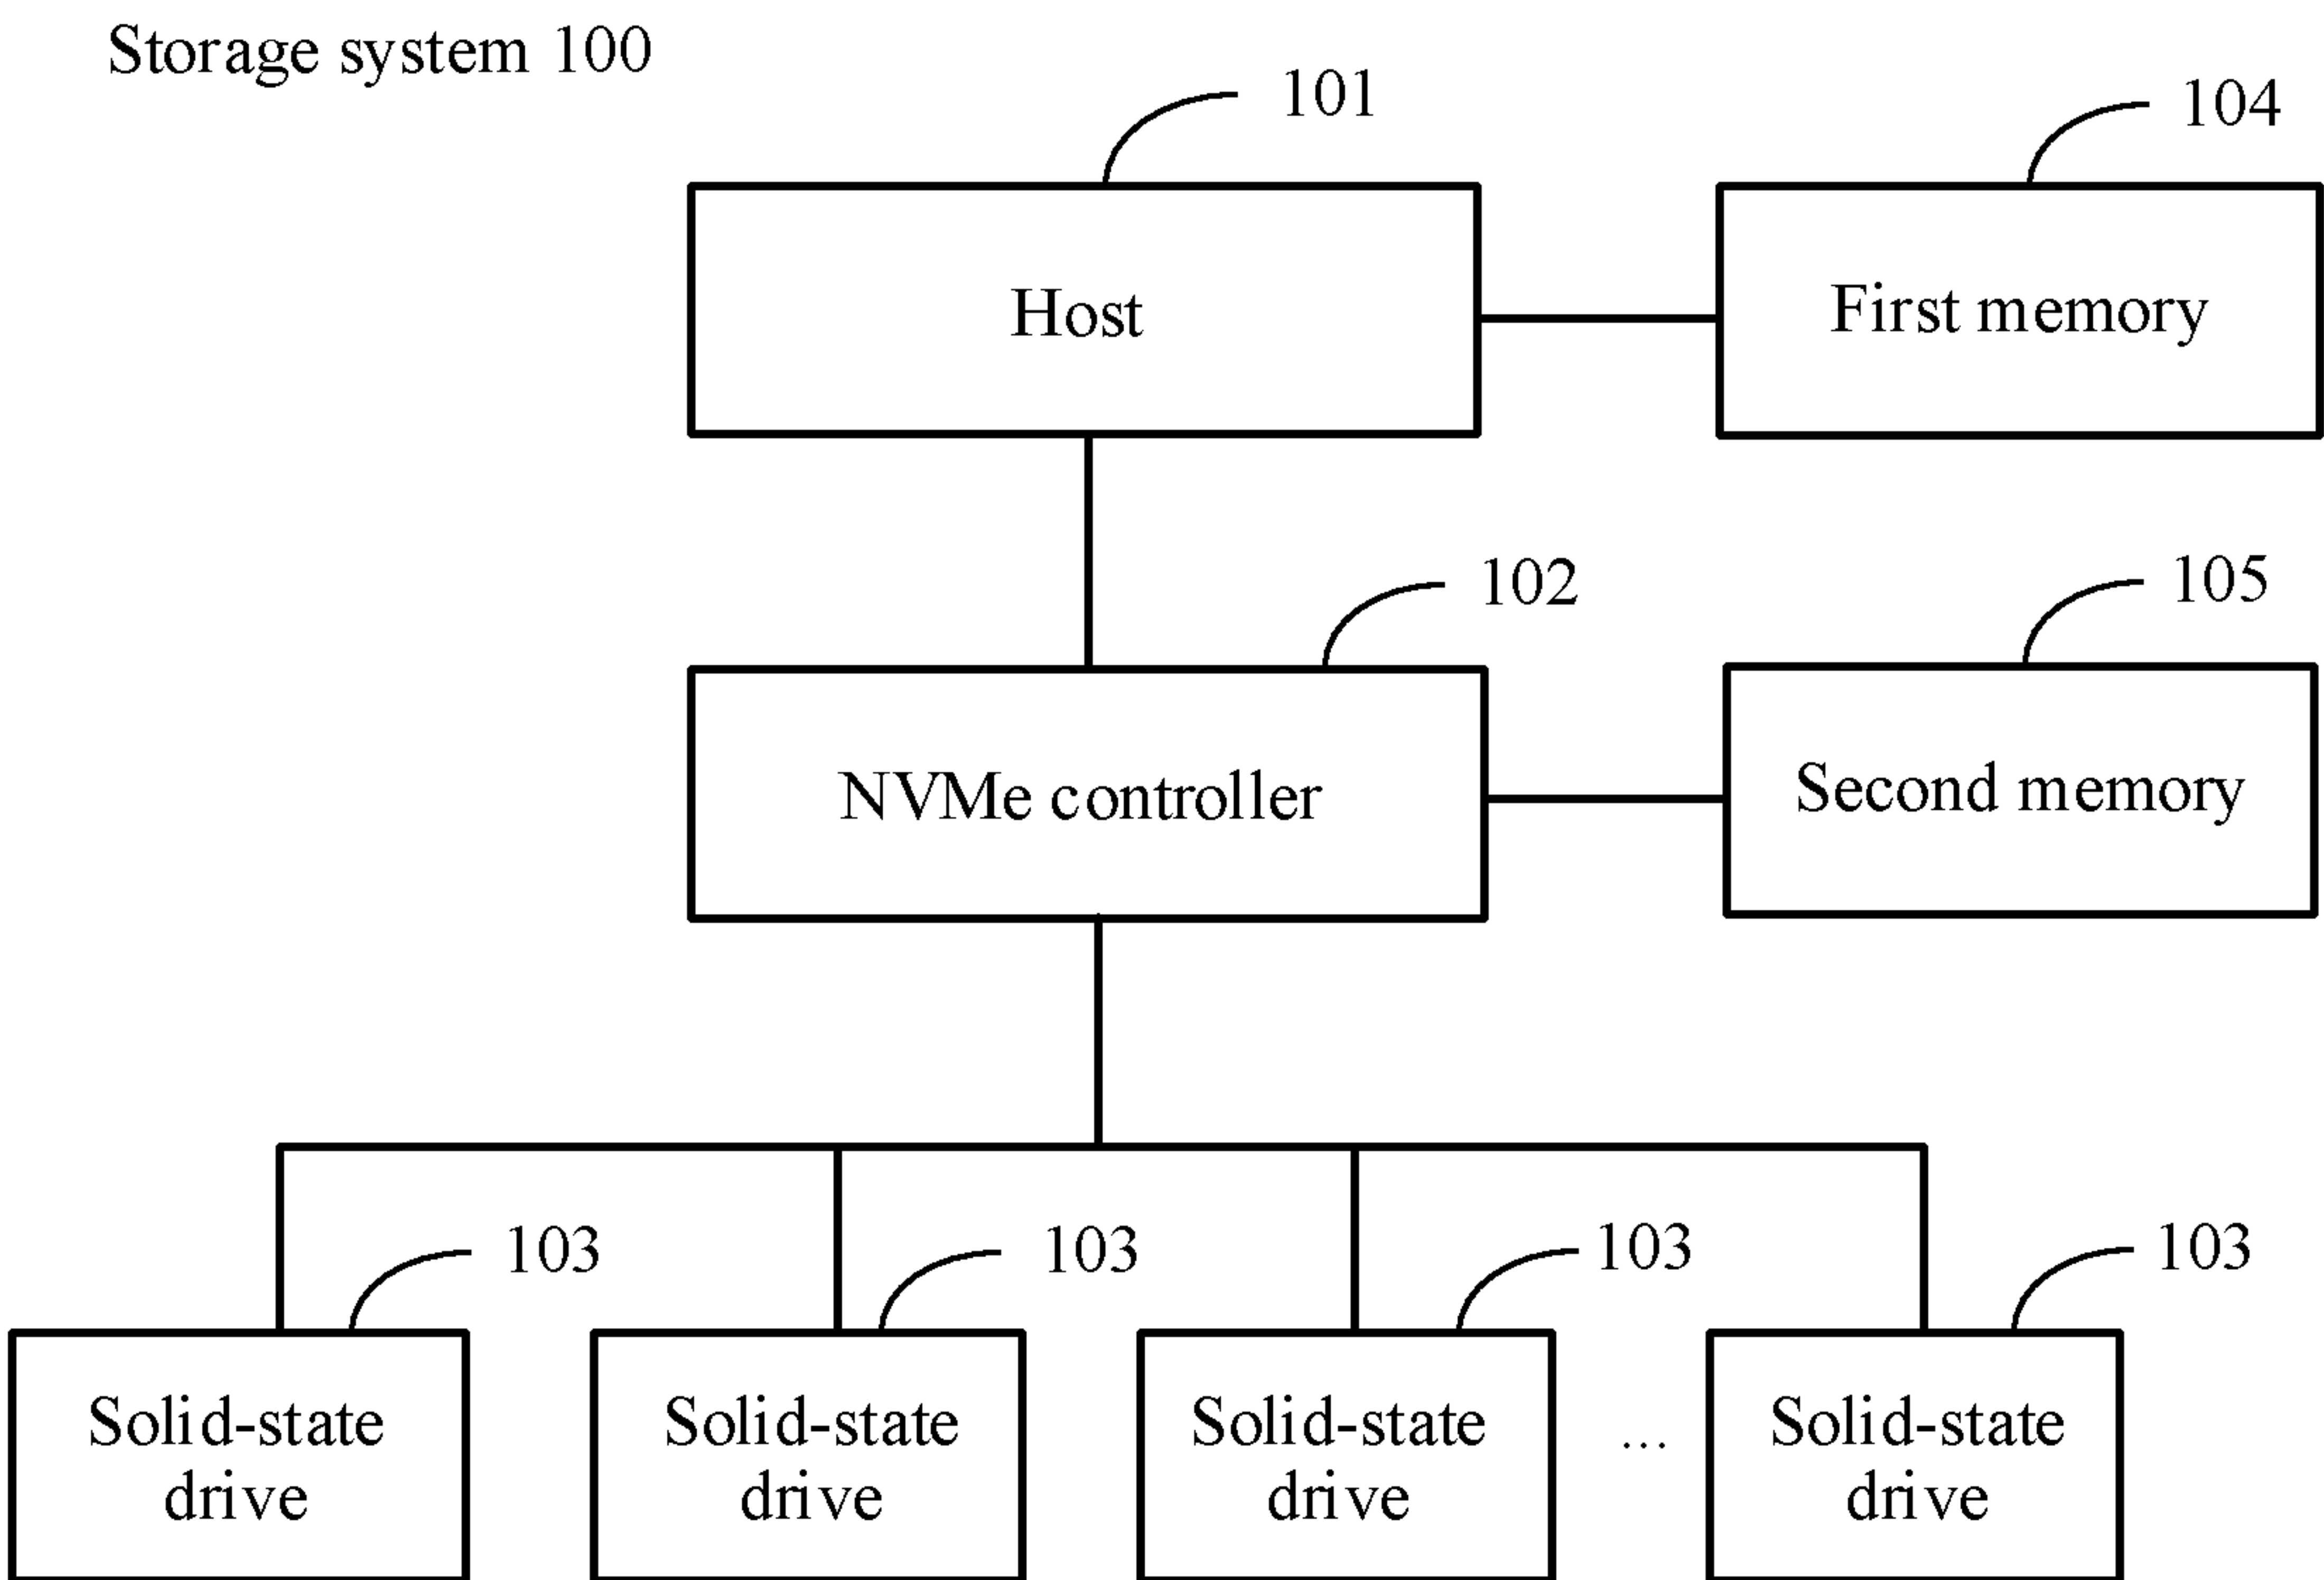 Storage system 100
101
104
Host
First memory
102
105
NVMe controller
Second memory
103
103
103
103
Solid-state
drive
Solid-state
drive
Solid-state
drive
...
Solid-state
drive